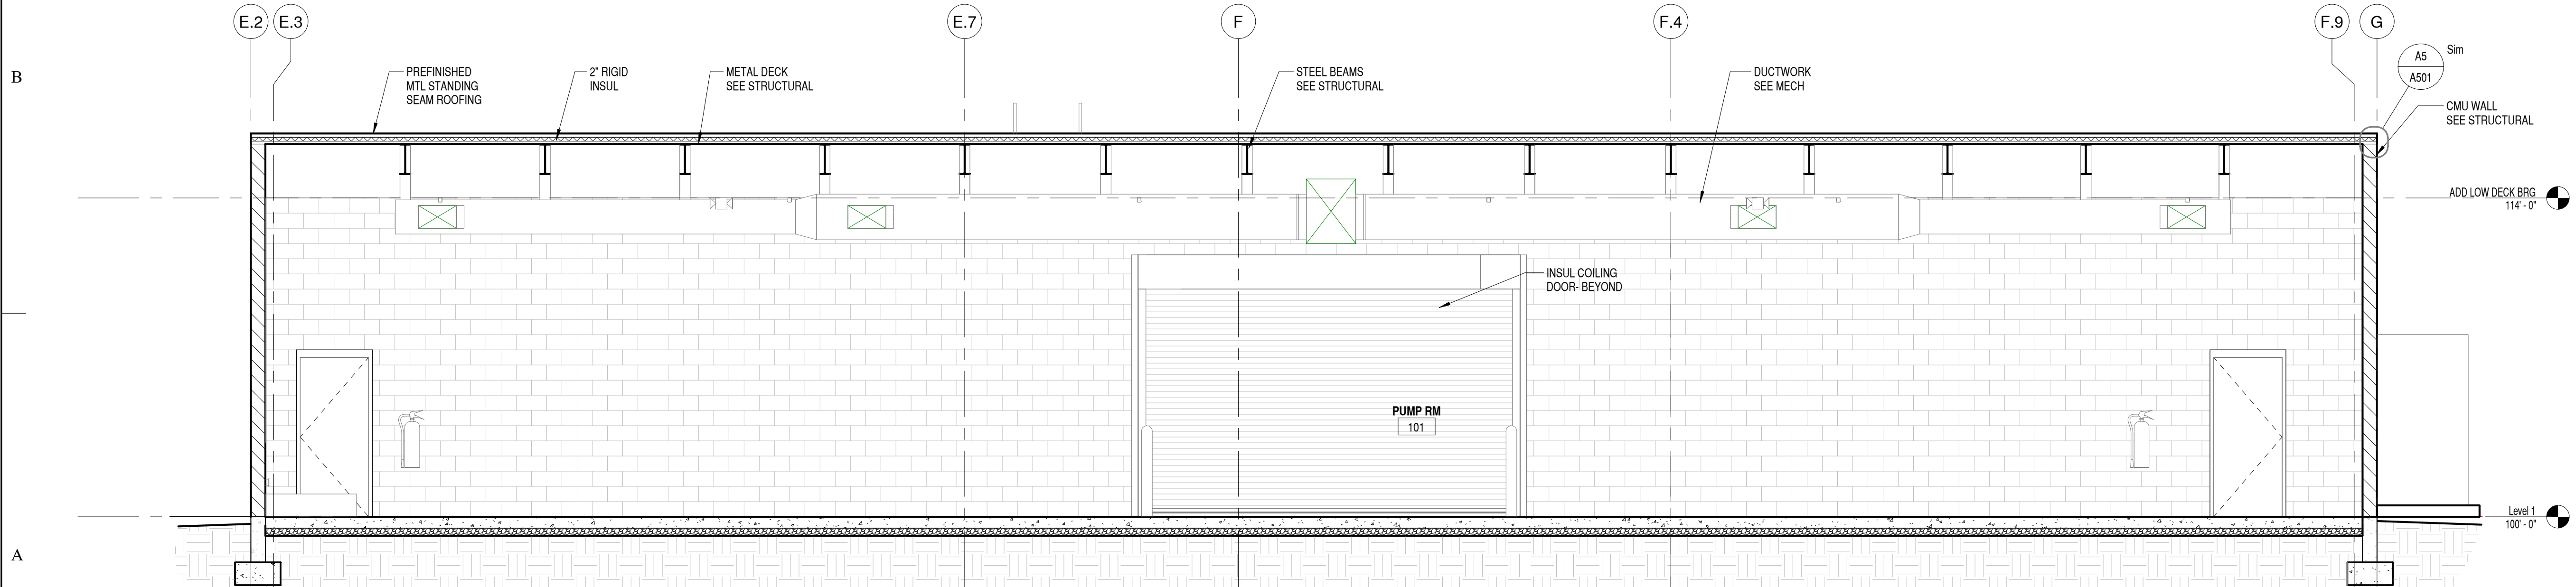 E.2
E.3
E.7
F
F.4
F.9
G
B
PREFINISHED
MTL STANDING
SEAM ROOFING
2" RIGID
INSUL
METAL DECK
SEE STRUCTURAL
STEEL BEAMS
SEE STRUCTURAL
DUCTWORK
SEE MECH
A5
A501
Sim
CMU WALL
SEE STRUCTURAL
ADD LOW DECK BRG
114' - 0"
INSUL COILING
DOOR- BEYOND
PUMP RM
101
Level 1
100' - 0"
A